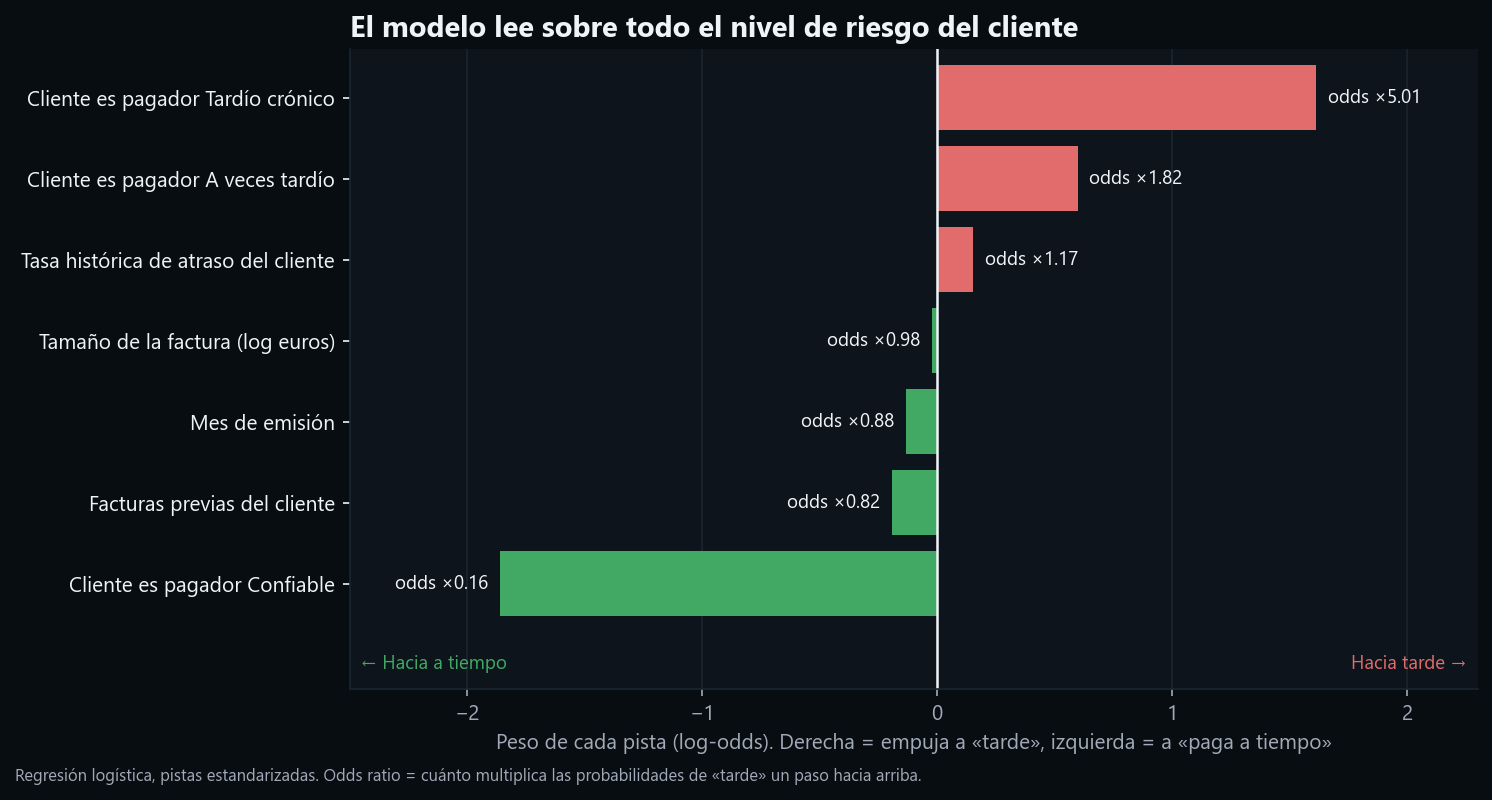 El modelo lee sobre todo el nivel de riesgo del cliente
Cliente es pagador Tardío crónico
odds ×5.01
Cliente es pagador A veces tardío
odds ×1.82
Tasa histórica de atraso del cliente
odds ×1.17
Tamaño de la factura (log euros)
odds ×0.98
Mes de emisión
odds ×0.88
Facturas previas del cliente
odds ×0.82
Cliente es pagador Confiable
odds ×0.16
← Hacia a tiempo
Hacia tarde →
−2
−1
0
1
2
Peso de cada pista (log-odds). Derecha = empuja a «tarde», izquierda = a «paga a tiempo»
Regresión logística, pistas estandarizadas. Odds ratio = cuánto multiplica las probabilidades de «tarde» un paso hacia arriba.